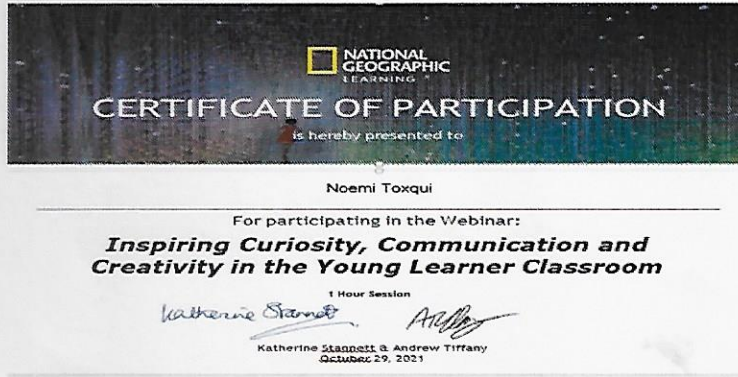 NATIONAL
GEOGRAPHIC
LEARNING
CERTIFICATE OF PARTICIPATION
is hereby presented to
Noemi Toxqui
For participating in the Webinar:
Inspiring Curiosity, Communication and
Creativity in the Young Learner Classroom
1 Hour Session
Katherine Stannett
Katherine Stannett & Andrew Tiffany
October 29, 2021